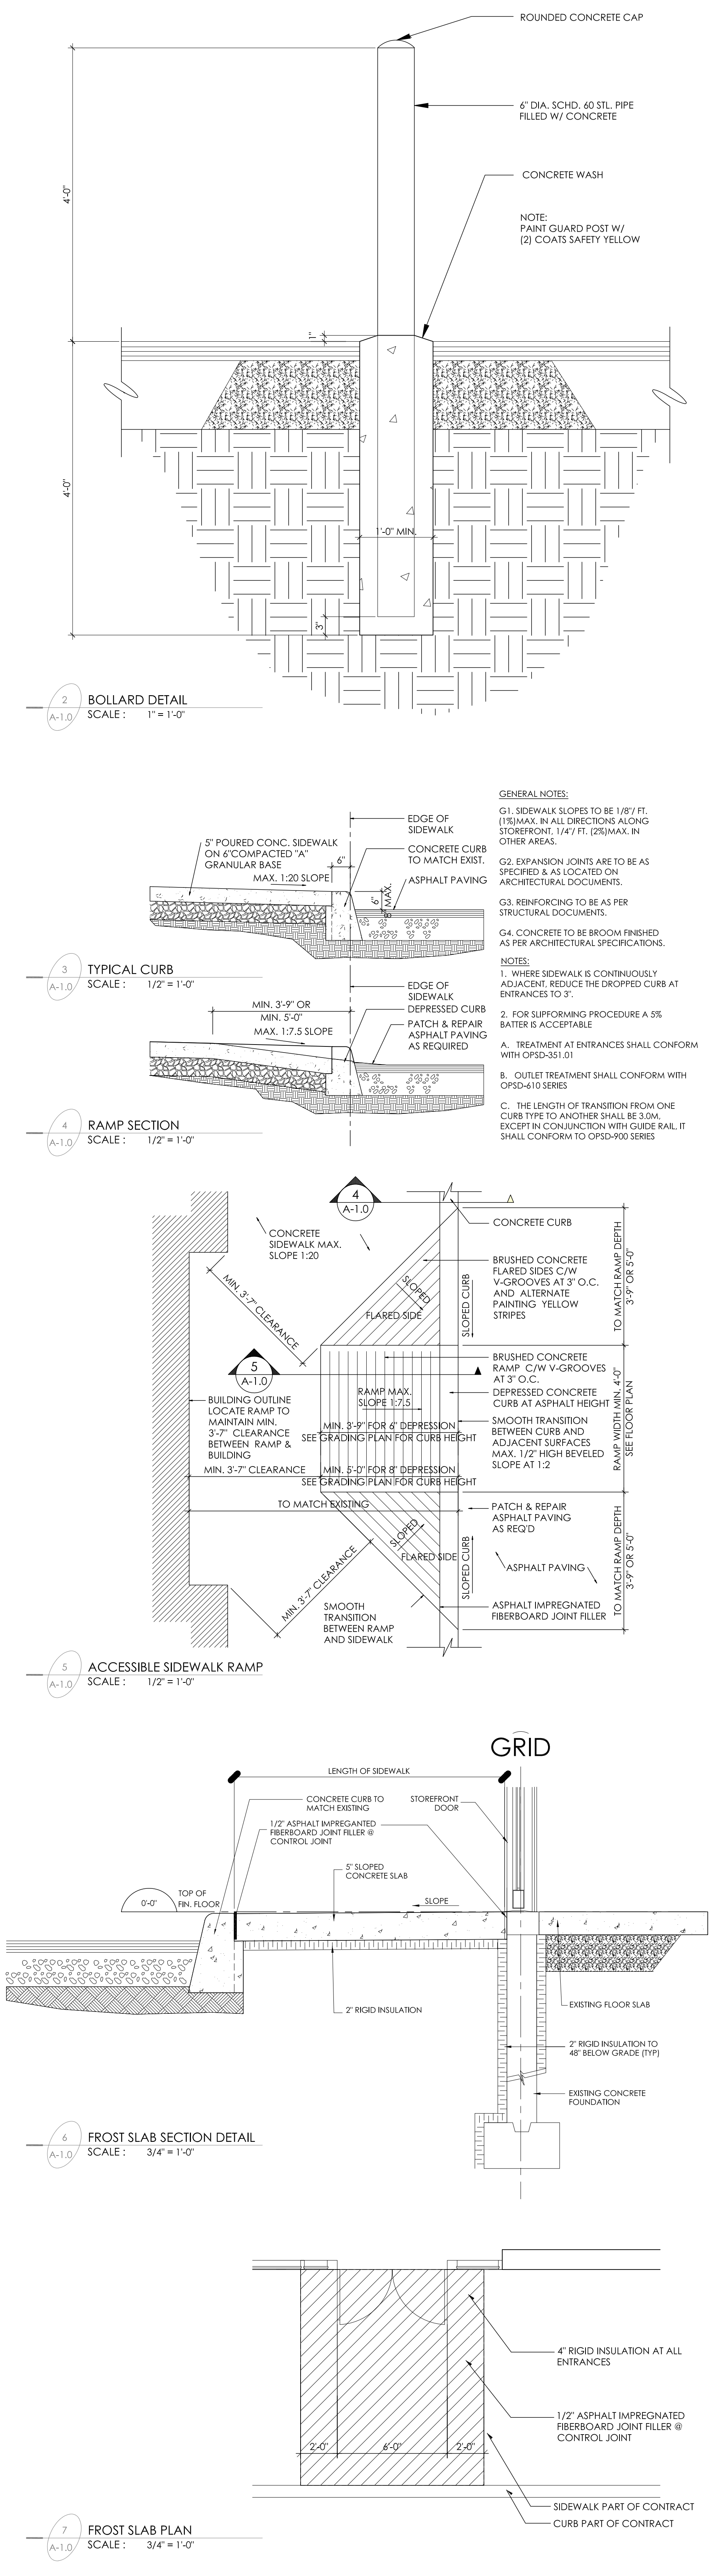 ROUNDED CONCRETE CAP
6" DIA. SCHD. 60 STL. PIPE
FILLED W/ CONCRETE
CONCRETE WASH
NOTE:
PAINT GUARD POST W/
(2) COATS SAFETY YELLOW
4'-0"
1"
4'-0"
1'-0" MIN.
3"
2
A-1.0
BOLLARD DETAIL
SCALE : 1" = 1'-0"
5" POURED CONC. SIDEWALK
ON 6"COMPACTED "A"
GRANULAR BASE
MAX. 1:20 SLOPE
6"
EDGE OF
SIDEWALK
CONCRETE CURB
TO MATCH EXIST.
ASPHALT PAVING
6"
8" MAX.
3
A-1.0
TYPICAL CURB
SCALE : 1/2" = 1'-0"
GENERAL NOTES:
G1. SIDEWALK SLOPES TO BE 1/8"/ FT.
(1%)MAX. IN ALL DIRECTIONS ALONG
STOREFRONT, 1/4"/ FT. (2%)MAX. IN
OTHER AREAS.
G2. EXPANSION JOINTS ARE TO BE AS
SPECIFIED & AS LOCATED ON
ARCHITECTURAL DOCUMENTS.
G3. REINFORCING TO BE AS PER
STRUCTURAL DOCUMENTS.
G4. CONCRETE TO BE BROOM FINISHED
AS PER ARCHITECTURAL SPECIFICATIONS.
NOTES:
1. WHERE SIDEWALK IS CONTINUOUSLY
ADJACENT, REDUCE THE DROPPED CURB AT
ENTRANCES TO 3".
2. FOR SLIPFORMING PROCEDURE A 5%
BATTER IS ACCEPTABLE
A. TREATMENT AT ENTRANCES SHALL CONFORM
WITH OPSD-351.01
B. OUTLET TREATMENT SHALL CONFORM WITH
OPSD-610 SERIES
C. THE LENGTH OF TRANSITION FROM ONE
CURB TYPE TO ANOTHER SHALL BE 3.0M,
EXCEPT IN CONJUNCTION WITH GUIDE RAIL, IT
SHALL CONFORM TO OPSD-900 SERIES
MIN. 3'-9" OR
MIN. 5'-0"
MAX. 1:7.5 SLOPE
EDGE OF
SIDEWALK
DEPRESSED CURB
PATCH & REPAIR
ASPHALT PAVING
AS REQUIRED
4
A-1.0
RAMP SECTION
SCALE : 1/2" = 1'-0"
4
A-1.0
CONCRETE
SIDEWALK MAX.
SLOPE 1:20
MIN. 3'-7" CLEARANCE
SLOPED
FLARED SIDE
SLOPED CURB
CONCRETE CURB
BRUSHED CONCRETE
FLARED SIDES C/W
V-GROOVES AT 3" O.C.
AND ALTERNATE
PAINTING YELLOW
STRIPES
TO MATCH RAMP DEPTH
3'-9" OR 5'-0"
5
A-1.0
BUILDING OUTLINE
LOCATE RAMP TO
MAINTAIN MIN.
3'-7" CLEARANCE
BETWEEN RAMP &
BUILDING
RAMP MAX.
SLOPE 1:7.5
MIN. 3'-9" FOR 6" DEPRESSION
SEE GRADING PLAN FOR CURB HEIGHT
MIN. 3'-7" CLEARANCE
MIN. 5'-0" FOR 8" DEPRESSION
SEE GRADING PLAN FOR CURB HEIGHT
TO MATCH EXISTING
BRUSHED CONCRETE
RAMP C/W V-GROOVES
AT 3" O.C.
DEPRESSED CONCRETE
CURB AT ASPHALT HEIGHT
SMOOTH TRANSITION
BETWEEN CURB AND
ADJACENT SURFACES
MAX. 1/2" HIGH BEVELED
SLOPE AT 1:2
RAMP WIDTH MIN. 4'-0"
SEE FLOOR PLAN
PATCH & REPAIR
ASPHALT PAVING
AS REQ'D
SLOPED
FLARED SIDE
SLOPED CURB
MIN. 3'-7" CLEARANCE
ASPHALT PAVING
SMOOTH
TRANSITION
BETWEEN RAMP
AND SIDEWALK
ASPHALT IMPREGNATED
FIBERBOARD JOINT FILLER
TO MATCH RAMP DEPTH
3'-9" OR 5'-0"
5
A-1.0
ACCESSIBLE SIDEWALK RAMP
SCALE : 1/2" = 1'-0"
GRID
LENGTH OF SIDEWALK
CONCRETE CURB TO
MATCH EXISTING
STOREFRONT
DOOR
1/2" ASPHALT IMPREGANTED
FIBERBOARD JOINT FILLER @
CONTROL JOINT
5" SLOPED
CONCRETE SLAB
0'-0"
TOP OF
FIN. FLOOR
SLOPE
2" RIGID INSULATION
EXISTING FLOOR SLAB
2" RIGID INSULATION TO
48" BELOW GRADE (TYP)
EXISTING CONCRETE
FOUNDATION
6
A-1.0
FROST SLAB SECTION DETAIL
SCALE : 3/4" = 1'-0"
4" RIGID INSULATION AT ALL
ENTRANCES
1/2" ASPHALT IMPREGNATED
FIBERBOARD JOINT FILLER @
CONTROL JOINT
2'-0" 6'-0" 2'-0"
SIDEWALK PART OF CONTRACT
CURB PART OF CONTRACT
7
A-1.0
FROST SLAB PLAN
SCALE : 3/4" = 1'-0"